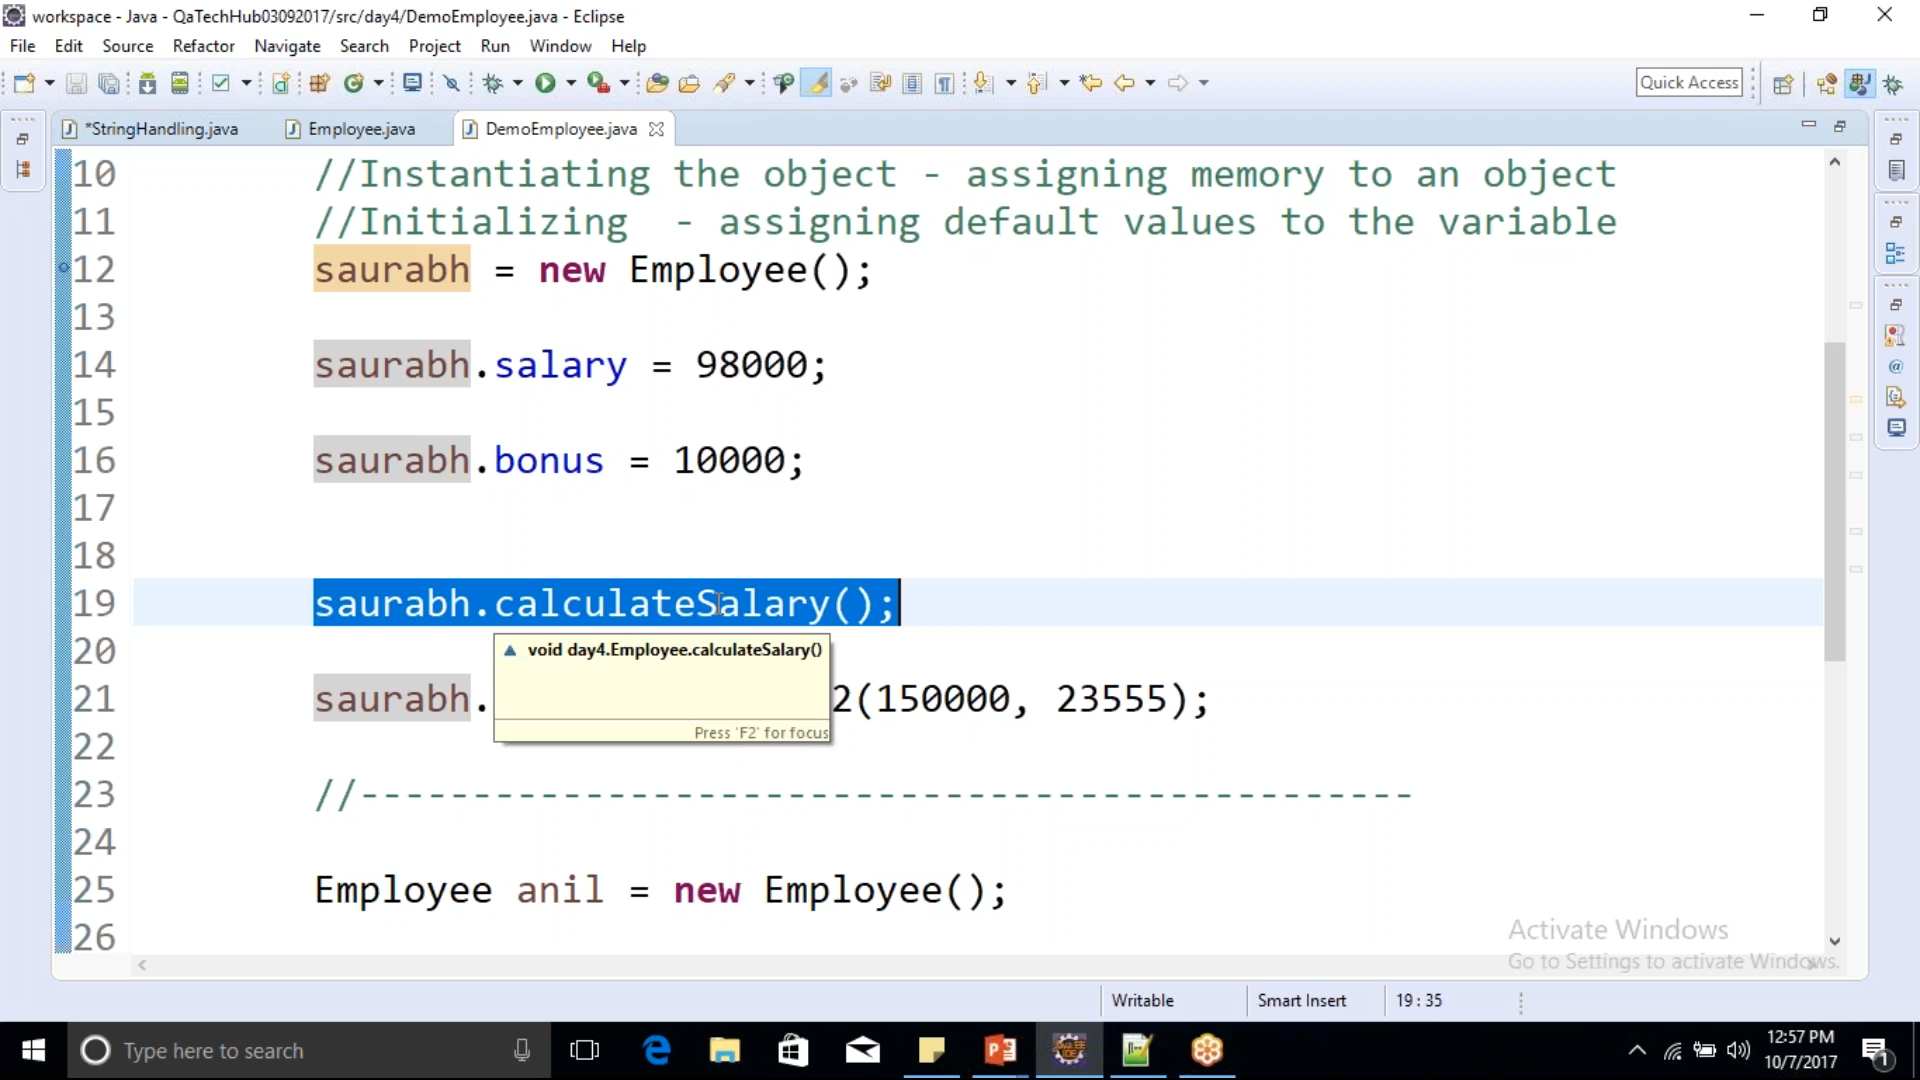 workspace - Java - QaTechHub03092017/src/day4/DemoEmployee.java - Eclipse
File Edit Source Refactor Navigate Search Project Run Window Help
Quick Access
*StringHandling.java Employee.java DemoEmployee.java
10 //Instantiating the object - assigning memory to an object
11 //Initializing  - assigning default values to the variable
12 saurabh = new Employee();
13
14 saurabh.salary = 98000;
15
16 saurabh.bonus = 10000;
17
18
19 saurabh.calculateSalary();
20
void day4.Employee.calculateSalary()
21 saurabh. 2(150000, 23555);
Press 'F2' for focus
22
23 //-----------------------------------------------
24
25 Employee anil = new Employee();
26
Activate Windows
Go to Settings to activate Windows.
Writable Smart Insert 19 : 35
Type here to search
12:57 PM
10/7/2017
1